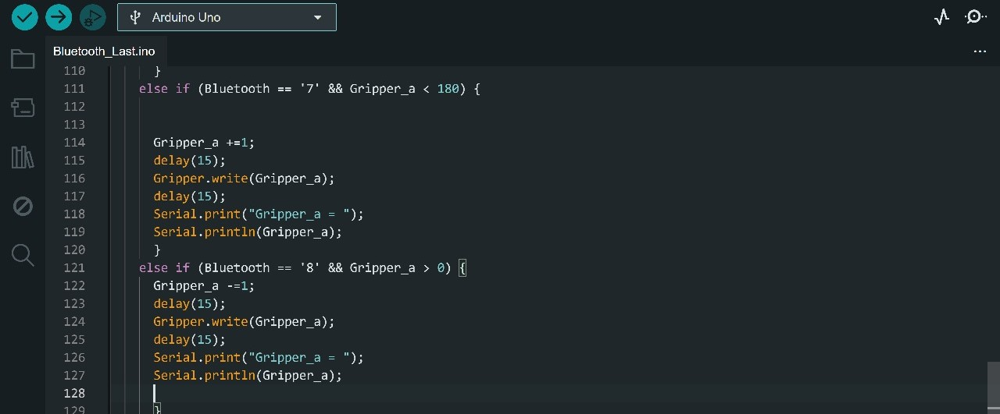 Arduino Uno
Bluetooth_Last.ino
110 }
111 else if (Bluetooth == '7' && Gripper_a < 180) {
112
113
114 Gripper_a +=1;
115 delay(15);
116 Gripper.write(Gripper_a);
117 delay(15);
118 Serial.print("Gripper_a = ");
119 Serial.println(Gripper_a);
120 }
121 else if (Bluetooth == '8' && Gripper_a > 0) {
122 Gripper_a -=1;
123 delay(15);
124 Gripper.write(Gripper_a);
125 delay(15);
126 Serial.print("Gripper_a = ");
127 Serial.println(Gripper_a);
128
129 }